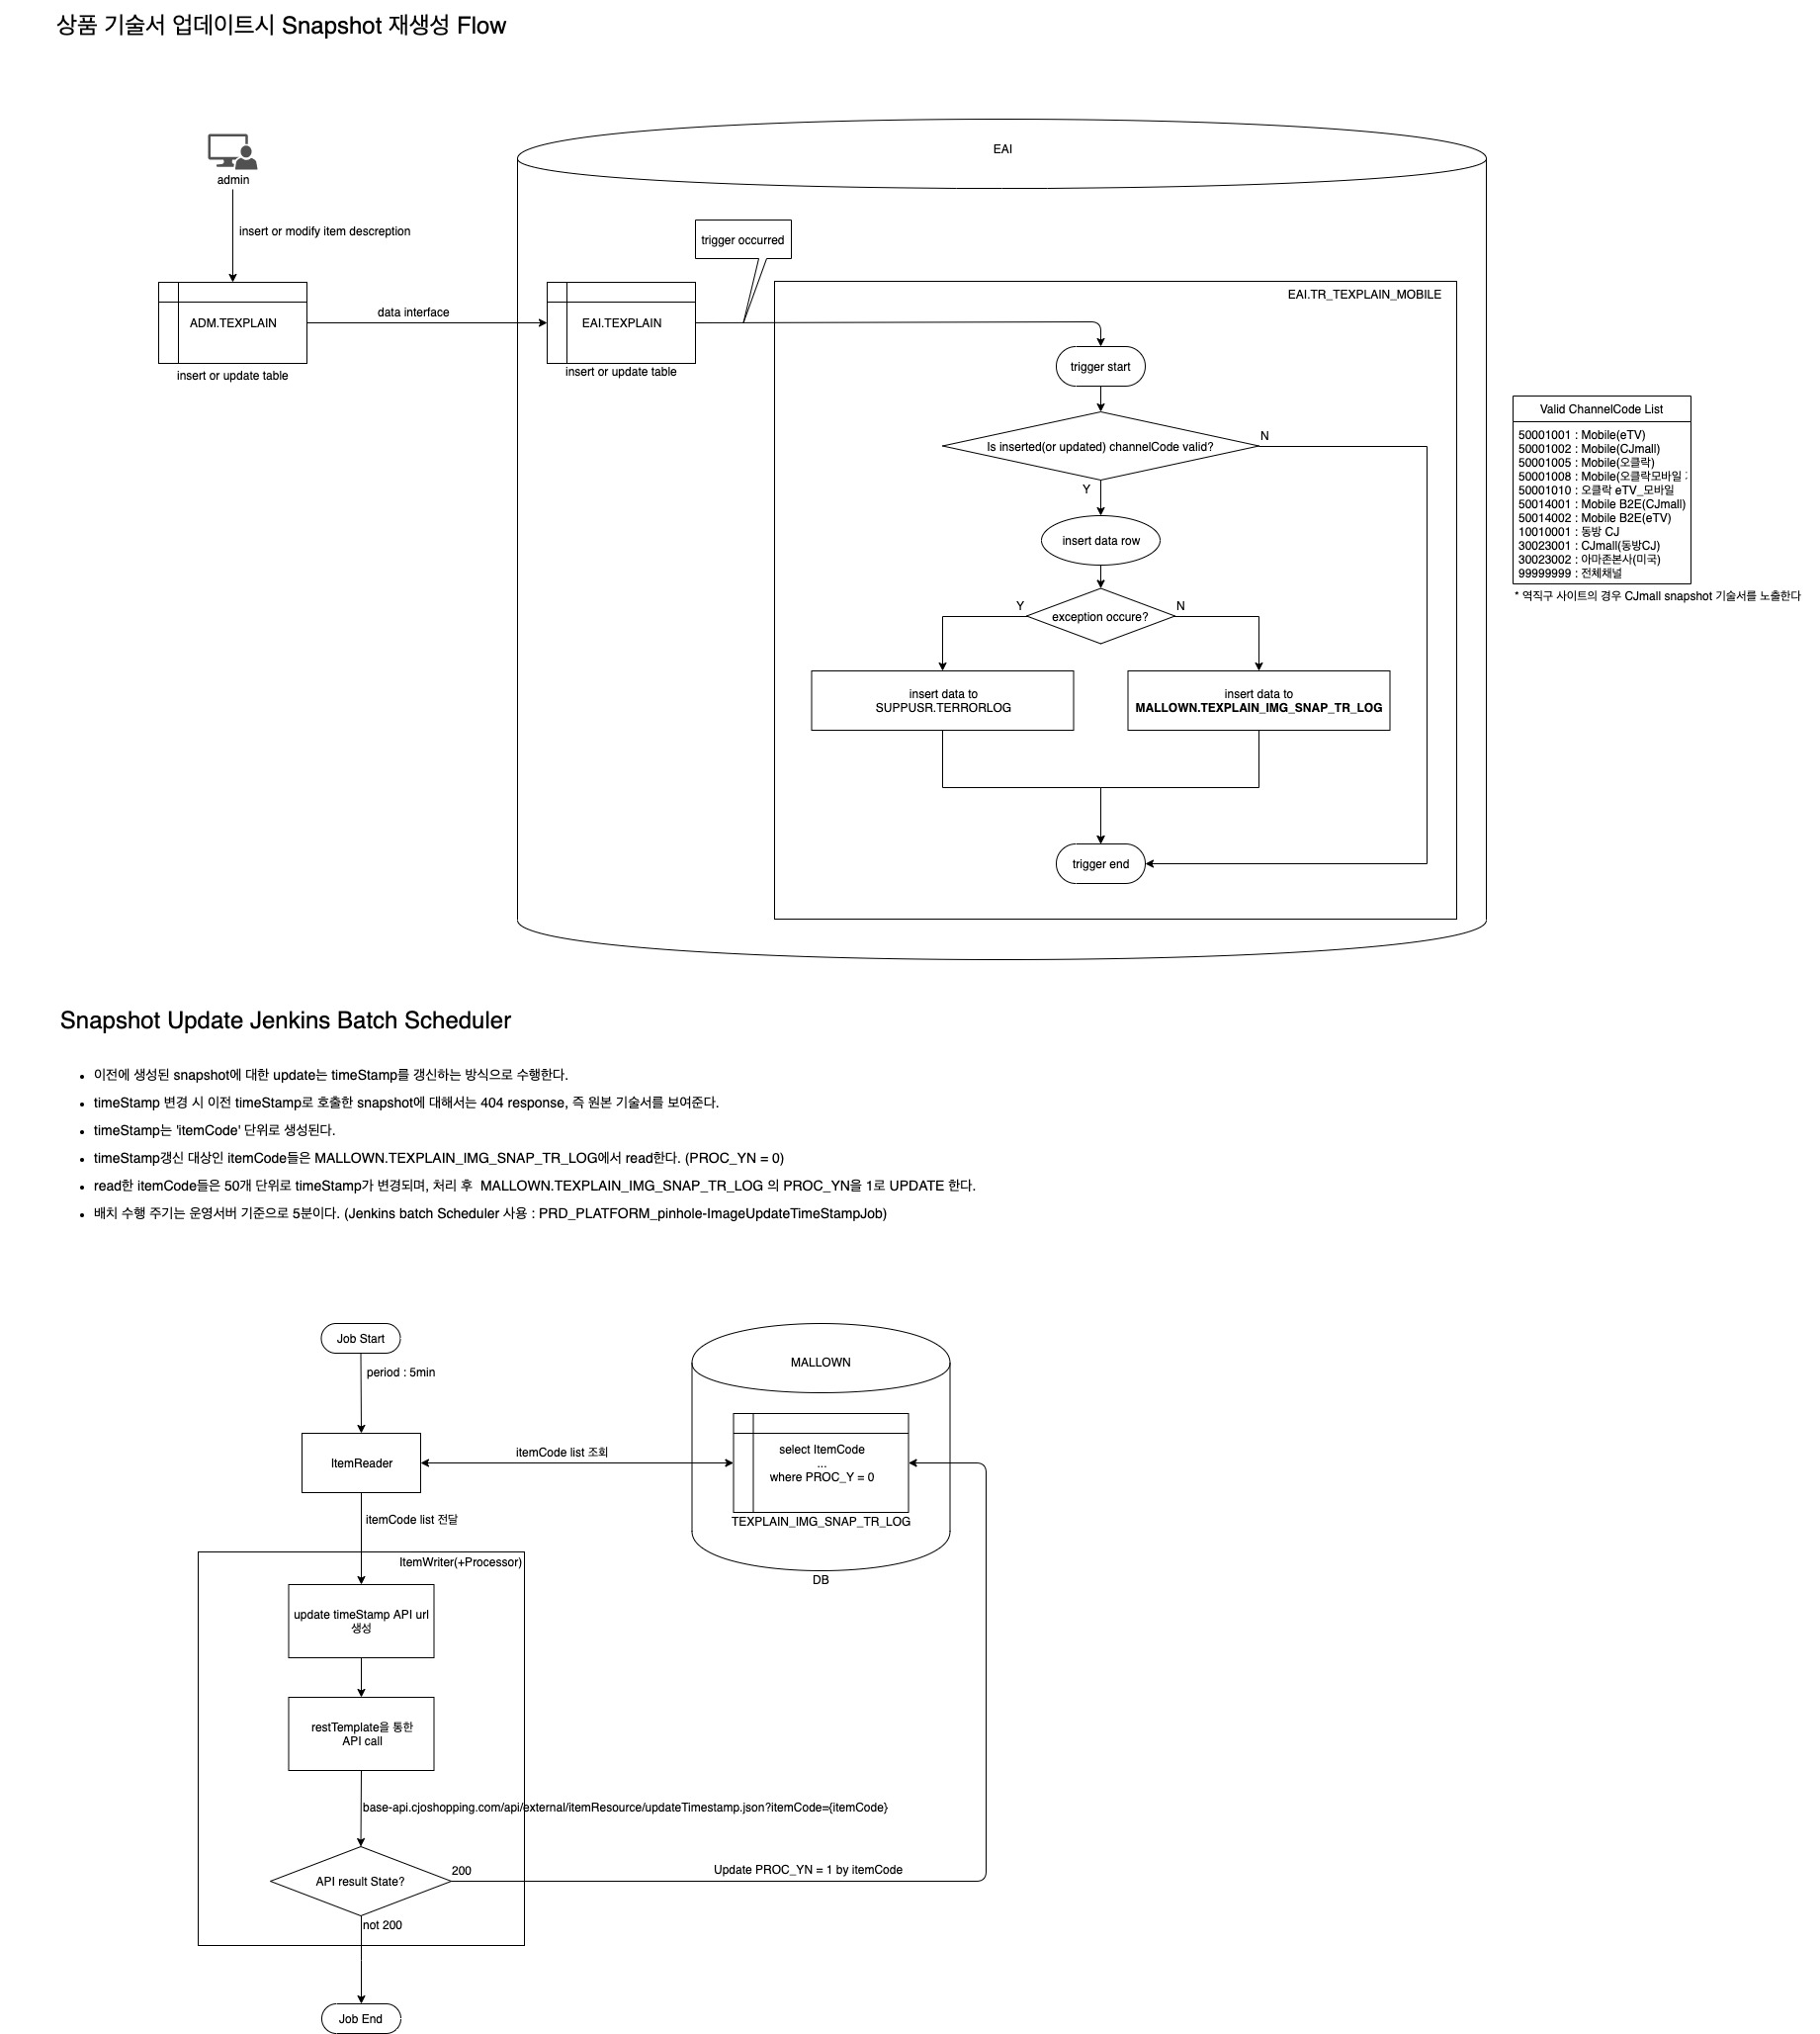 상품 기술서 업데이트시 Snapshot 재생성 Flow
EAI
admin
insert or modify item descreption
trigger occurred
EAI.TR_TEXPLAIN_MOBILE
ADM.TEXPLAIN
data interface
EAI.TEXPLAIN
insert or update table
insert or update table
trigger start
Is inserted(or updated) channelCode valid?
N
Y
insert data row
exception occure?
Y
N
insert data to
SUPPUSR.TERRORLOG
insert data to
MALLOWN.TEXPLAIN_IMG_SNAP_TR_LOG
trigger end
Valid ChannelCode List
50001001 : Mobile(eTV)
50001002 : Mobile(CJmall)
50001005 : Mobile(오클락)
50001008 : Mobile(오클락모바일
50001010 : 오클락 eTV_모바일
50014001 : Mobile B2E(CJmall)
50014002 : Mobile B2E(eTV)
10010001 : 동방 CJ
30023001 : CJmall(동방CJ)
30023002 : 아마존본사(미국)
99999999 : 전체채널
* 역직구 사이트의 경우 CJmall snapshot 기술서를 노출한다
Snapshot Update Jenkins Batch Scheduler
• 이전에 생성된 snapshot에 대한 update는 timeStamp를 갱신하는 방식으로 수행한다.
• timeStamp 변경 시 이전 timeStamp로 호출한 snapshot에 대해서는 404 response, 즉 원본 기술서를 보여준다.
• timeStamp는 'itemCode' 단위로 생성된다.
• timeStamp갱신 대상인 itemCode들은 MALLOWN.TEXPLAIN_IMG_SNAP_TR_LOG에서 read한다. (PROC_YN = 0)
• read한 itemCode들은 50개 단위로 timeStamp가 변경되며, 처리 후 MALLOWN.TEXPLAIN_IMG_SNAP_TR_LOG 의 PROC_YN을 1로 UPDATE 한다.
• 배치 수행 주기는 운영서버 기준으로 5분이다. (Jenkins batch Scheduler 사용 : PRD_PLATFORM_pinhole-ImageUpdateTimeStampJob)
Job Start
period : 5min
MALLOWN
ItemReader
itemCode list 조회
select ItemCode
...
where PROC_Y = 0
TEXPLAIN_IMG_SNAP_TR_LOG
DB
itemCode list 전달
ItemWriter(+Processor)
update timeStamp API url
생성
restTemplate을 통한
API call
base-api.cjoshopping.com/api/external/itemResource/updateTimestamp.json?itemCode={itemCode}
API result State?
200
Update PROC_YN = 1 by itemCode
not 200
Job End